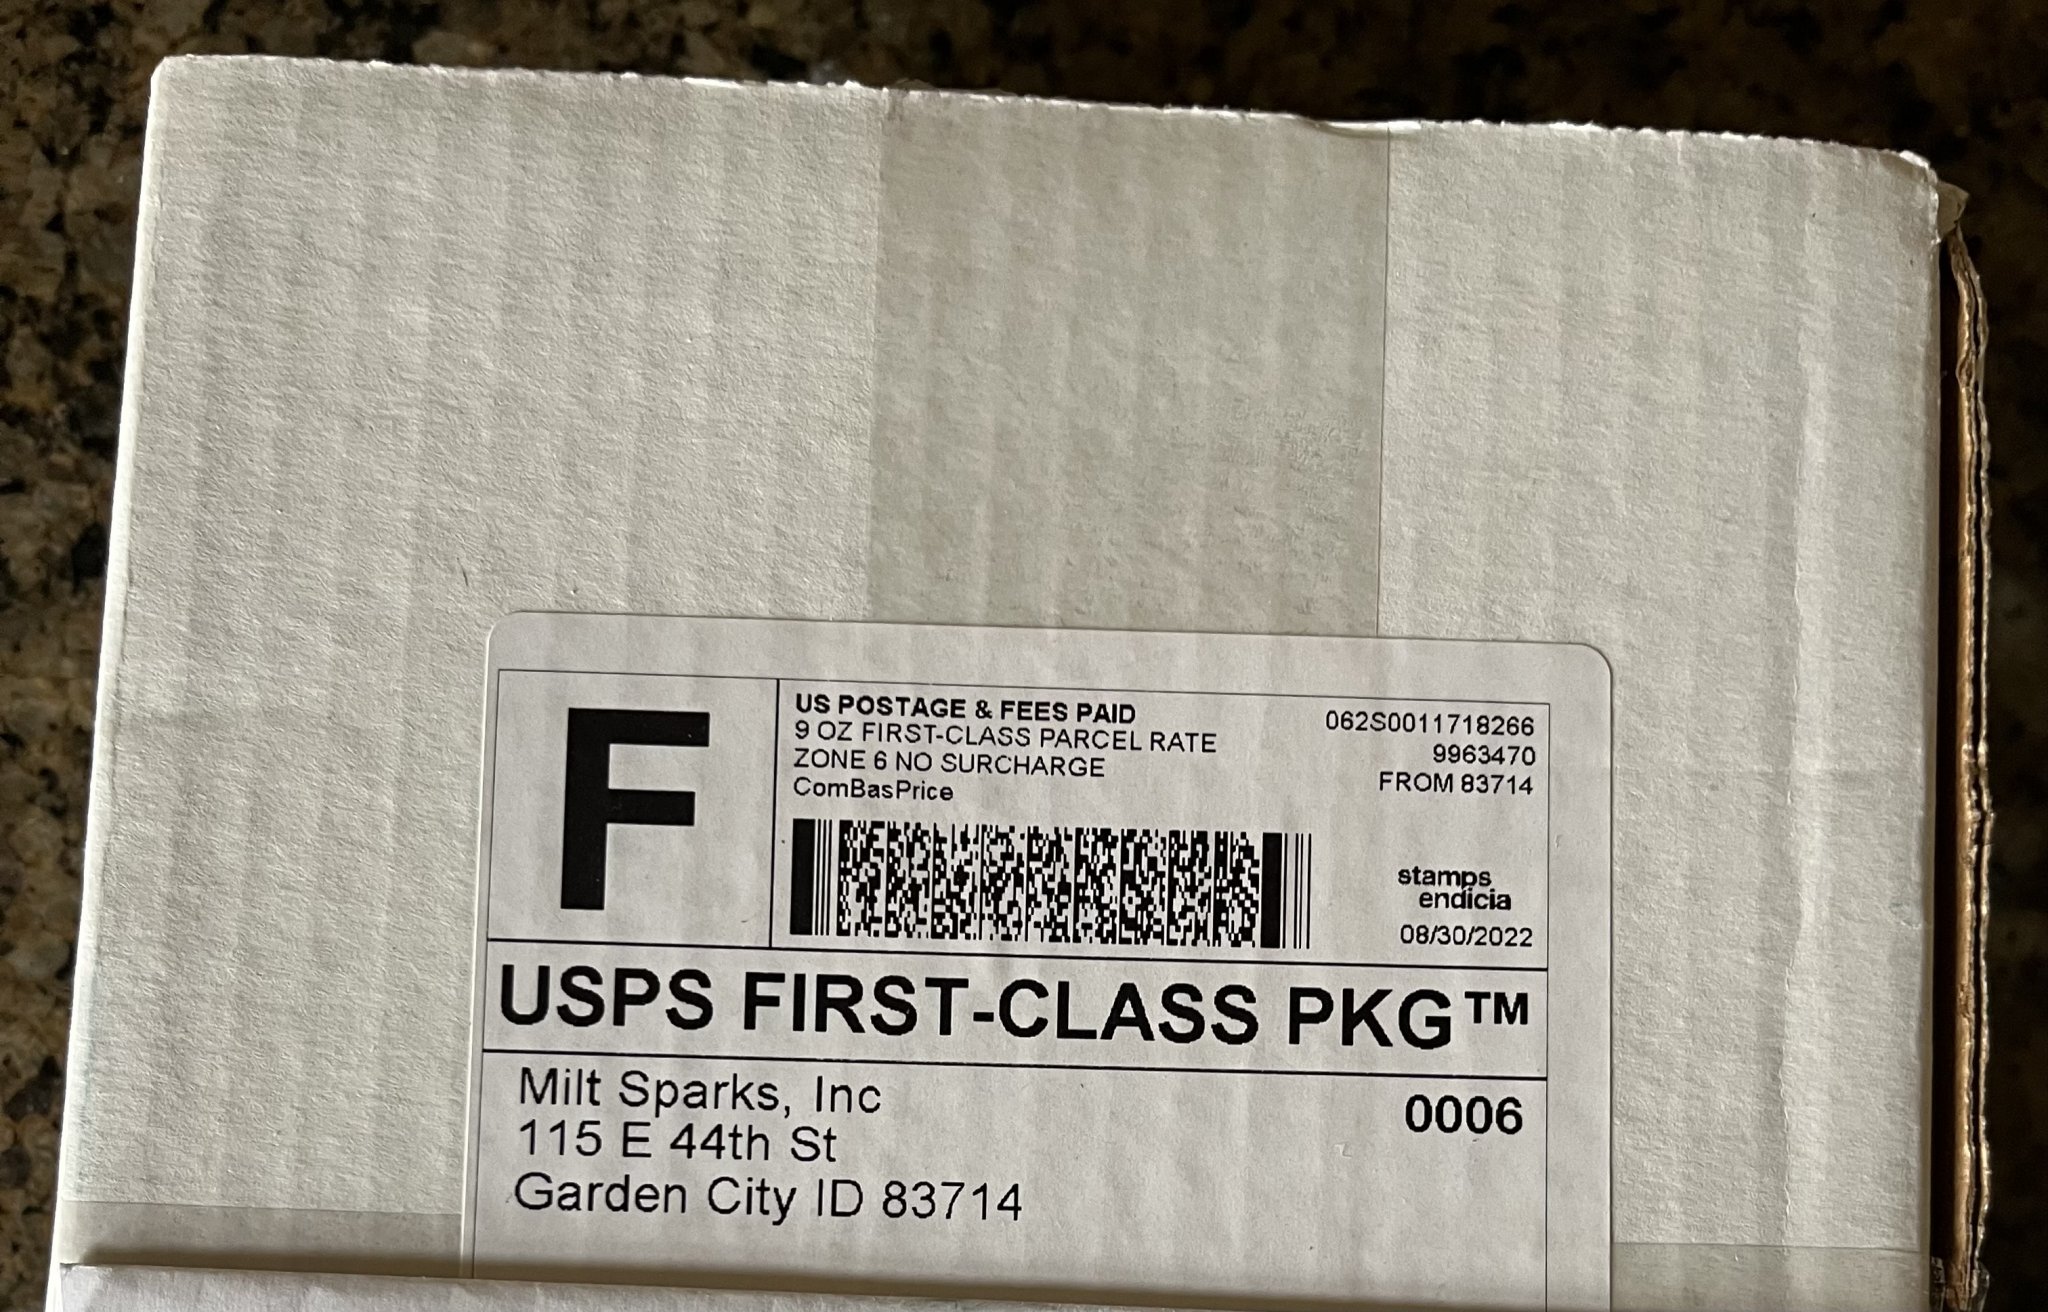 F
US POSTAGE & FEES PAID
9 OZ FIRST-CLASS PARCEL RATE
ZONE 6 NO SURCHARGE
ComBasPrice
062S0011718266
9963470
FROM 83714
stamps
endicia
08/30/2022
USPS FIRST-CLASS PKG™
Milt Sparks, Inc
115 E 44th St
Garden City ID 83714
0006